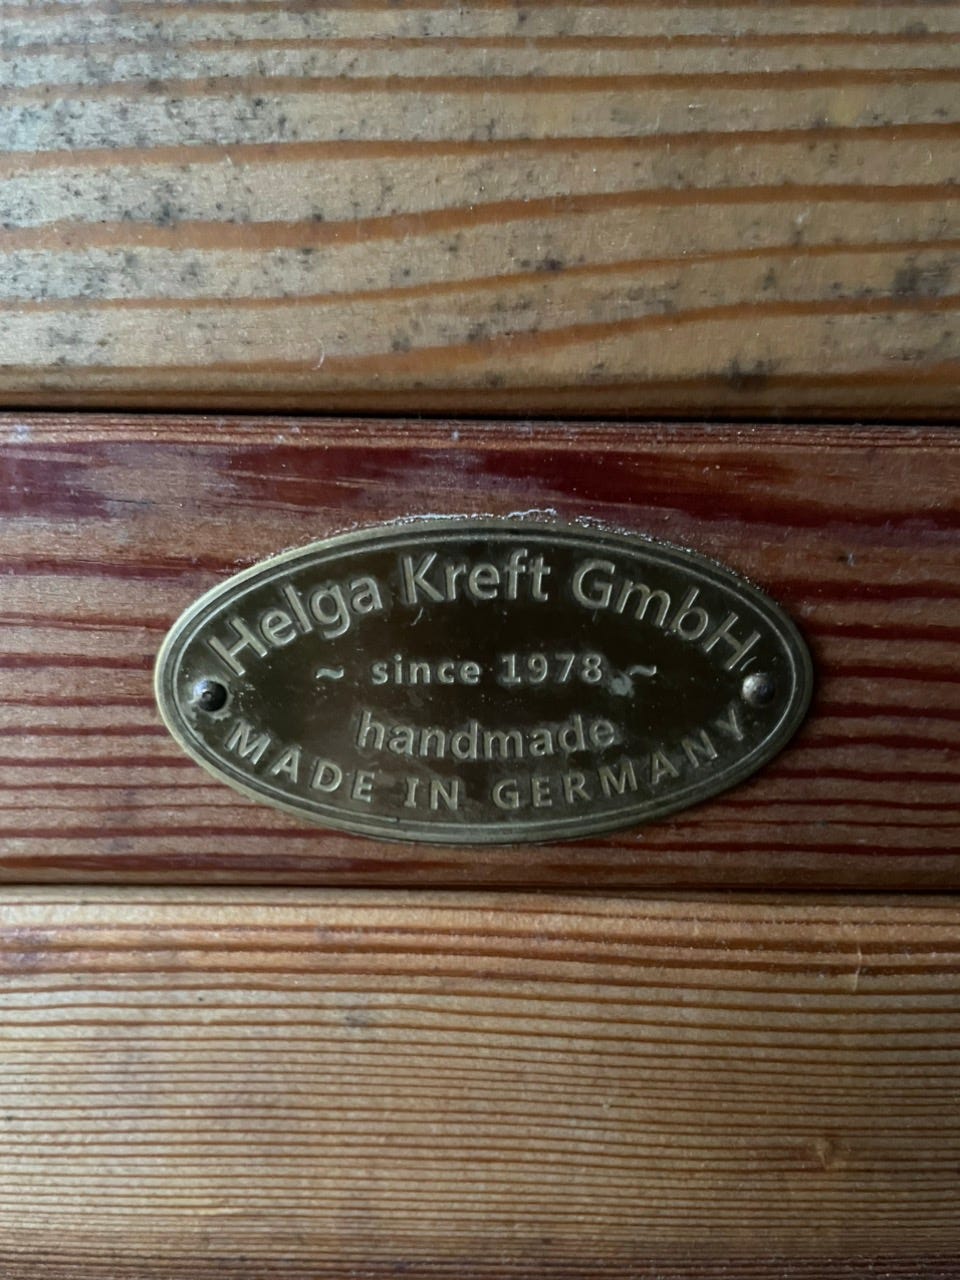 Helga Kreft GmbH
~ since 1978 ~
handmade
MADE IN GERMANY